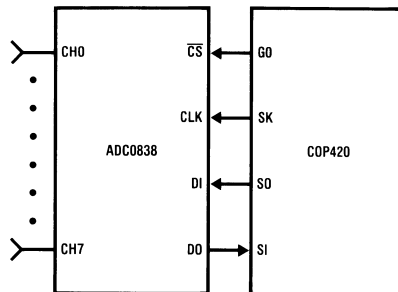 CH0 CS G0
CLK SK
ADC0838 COP420
DI SO
CH7 DO SI